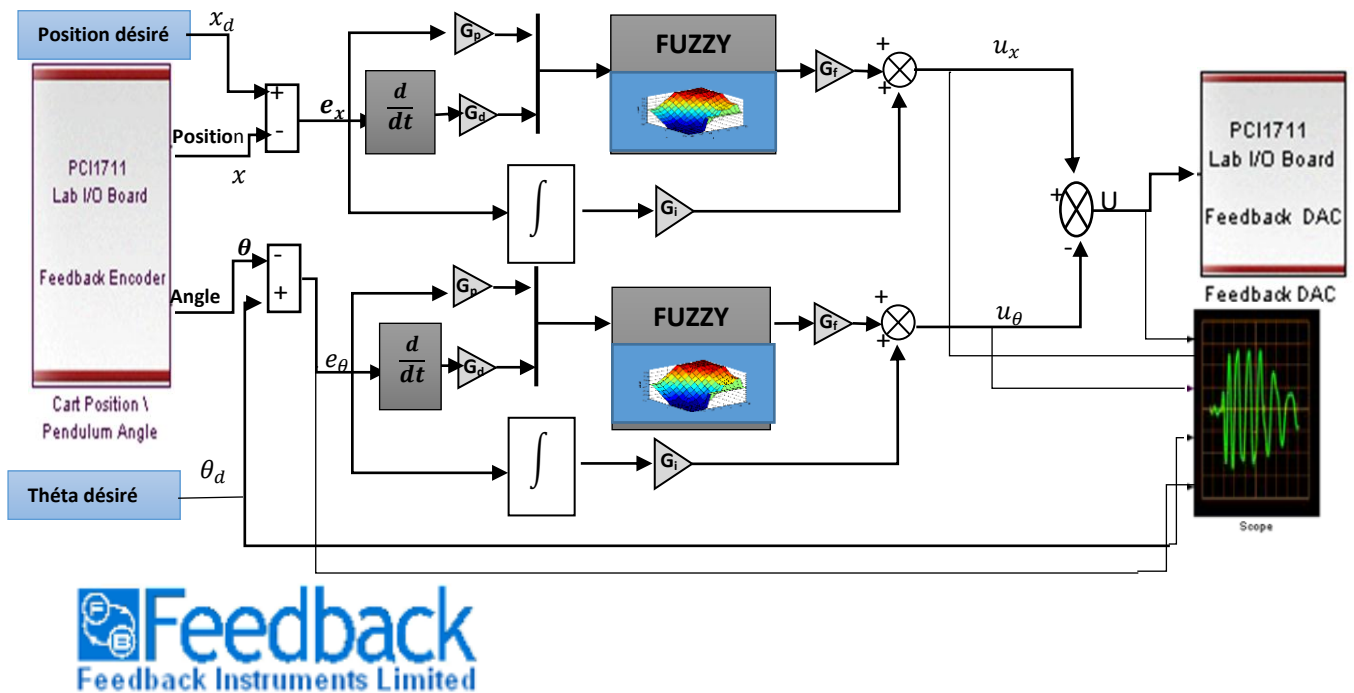 Position désiré
x_d
+
-
Position
x
PCI1711
Lab I/O Board
Feedback Encoder
Cart Position \
Pendulum Angle
e_x
d
dt
G_p
G_d
FUZZY
G_f
+
+
u_x
∫
G_i
θ
-
+
Angle
e_θ
d
dt
G_p
G_d
FUZZY
G_f
+
+
u_θ
∫
G_i
θ_d
Théta désiré
+
-
U
PCI1711
Lab I/O Board
Feedback DAC
Feedback DAC
Scope
F
B
Feedback
Feedback Instruments Limited